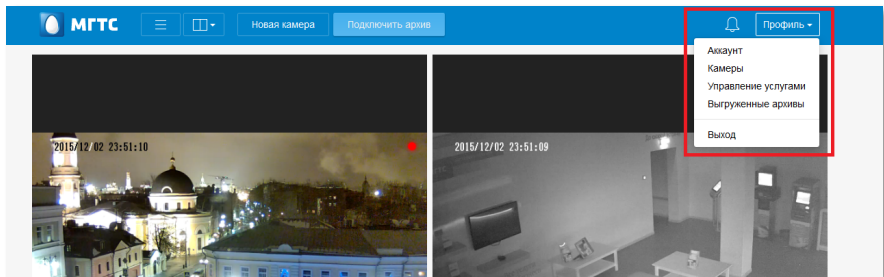 МГТС
Новая камера
Подключить архив
Профиль
Аккаунт
Камеры
Управление услугами
Выгруженные архивы
Выход
2015/12/02 23:51:10
2015/12/02 23:51:09